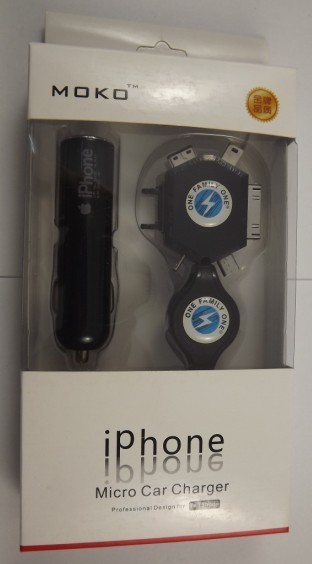 MOKO™
iPhone
ONE FAMILY ONE®
ONE FAMILY ONE®
iPhone
Micro Car Charger
Professional Design for